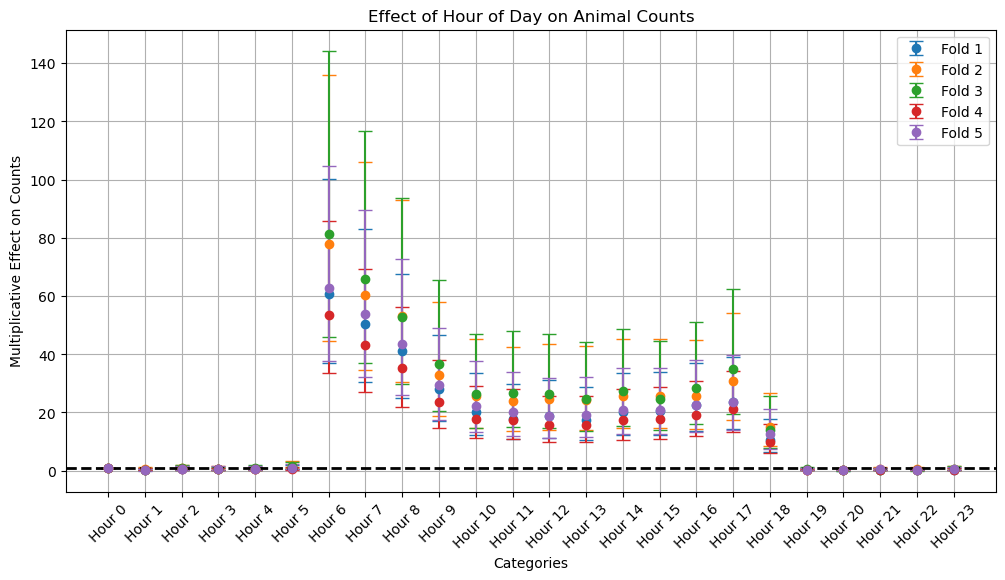 Effect of Hour of Day on Animal Counts
Multiplicative Effect on Counts
140
120
100
80
60
40
20
0
Fold 1
Fold 2
Fold 3
Fold 4
Fold 5
Hour 0
Hour 1
Hour 2
Hour 3
Hour 4
Hour 5
Hour 6
Hour 7
Hour 8
Hour 9
Hour 10
Hour 11
Hour 12
Hour 13
Hour 14
Hour 15
Hour 16
Hour 17
Hour 18
Hour 19
Hour 20
Hour 21
Hour 22
Hour 23
Categories